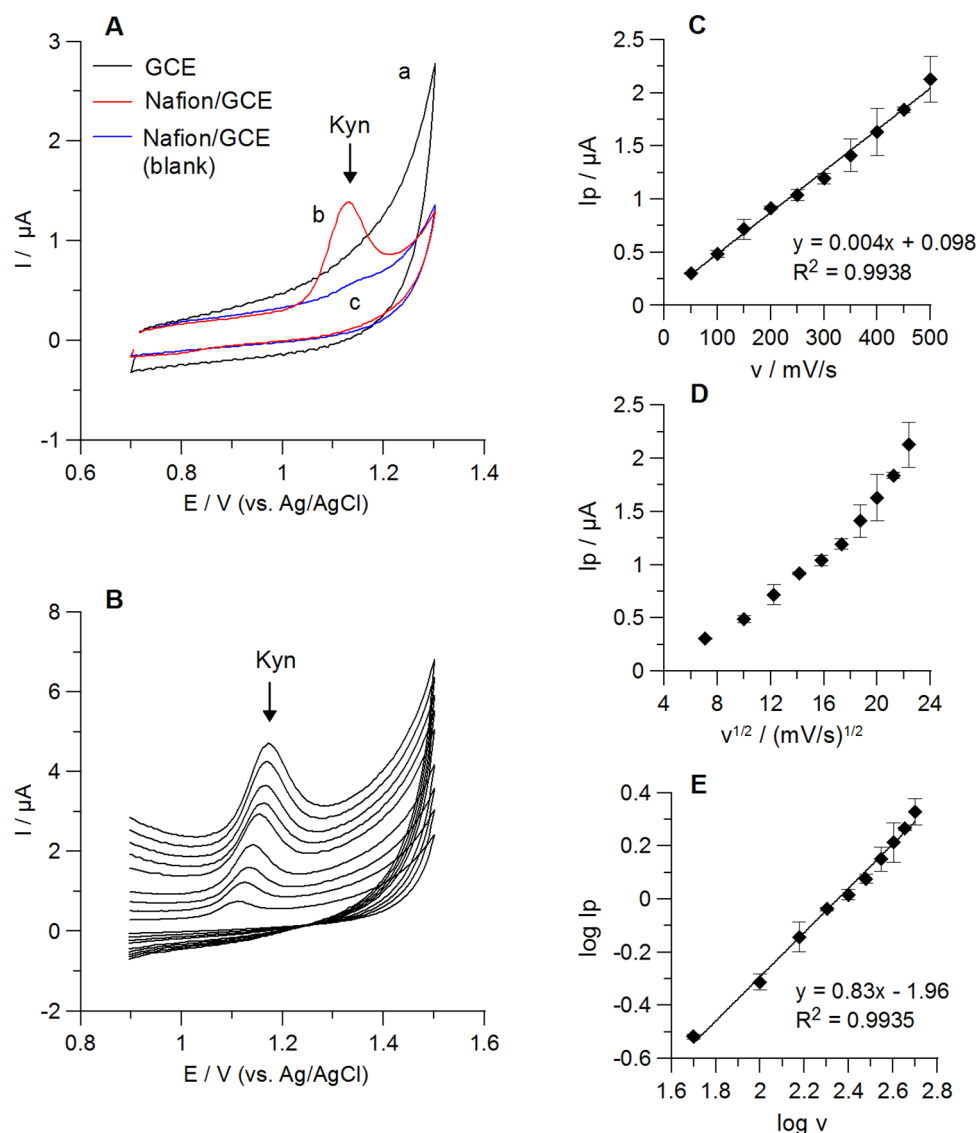 A
GCE
Nafion/GCE
Nafion/GCE
(blank)
Kyn
a
b
c
3
2
1
0
-1
I / µA
0.6
0.8
1
1.2
1.4
E / V (vs. Ag/AgCl)
B
Kyn
8
6
4
2
0
-2
I / µA
0.8
1
1.2
1.4
1.6
E / V (vs. Ag/AgCl)
C
2.5
2
1.5
1
0.5
0
Ip / µA
y = 0.004x + 0.098
R² = 0.9938
0 100 200 300 400 500
v / mV/s
D
2.5
2
1.5
1
0.5
0
Ip / µA
4 8 12 16 20 24
v^1/2 / (mV/s)^1/2
E
0.4
0.2
0
-0.2
-0.4
-0.6
log Ip
y = 0.83x - 1.96
R² = 0.9935
1.6 1.8 2 2.2 2.4 2.6 2.8
log v